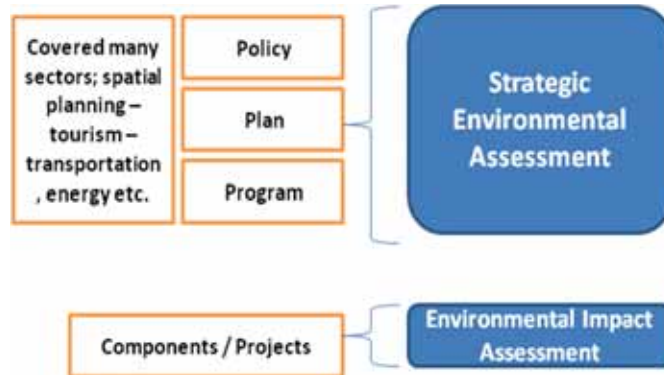 Covered many
sectors; spatial
planning –
tourism –
transportation
, energy etc.
Policy
Plan
Program
Strategic
Environmental
Assessment
Components / Projects
Environmental Impact
Assessment